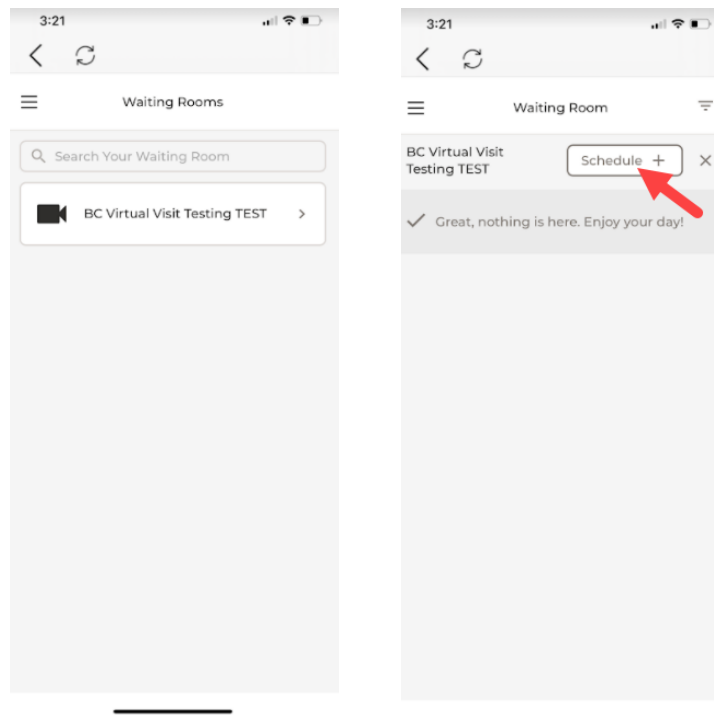 3:21
Waiting Rooms
Search Your Waiting Room
BC Virtual Visit Testing TEST
3:21
Waiting Room
BC Virtual Visit
Testing TEST
Schedule +
Great, nothing is here. Enjoy your day!